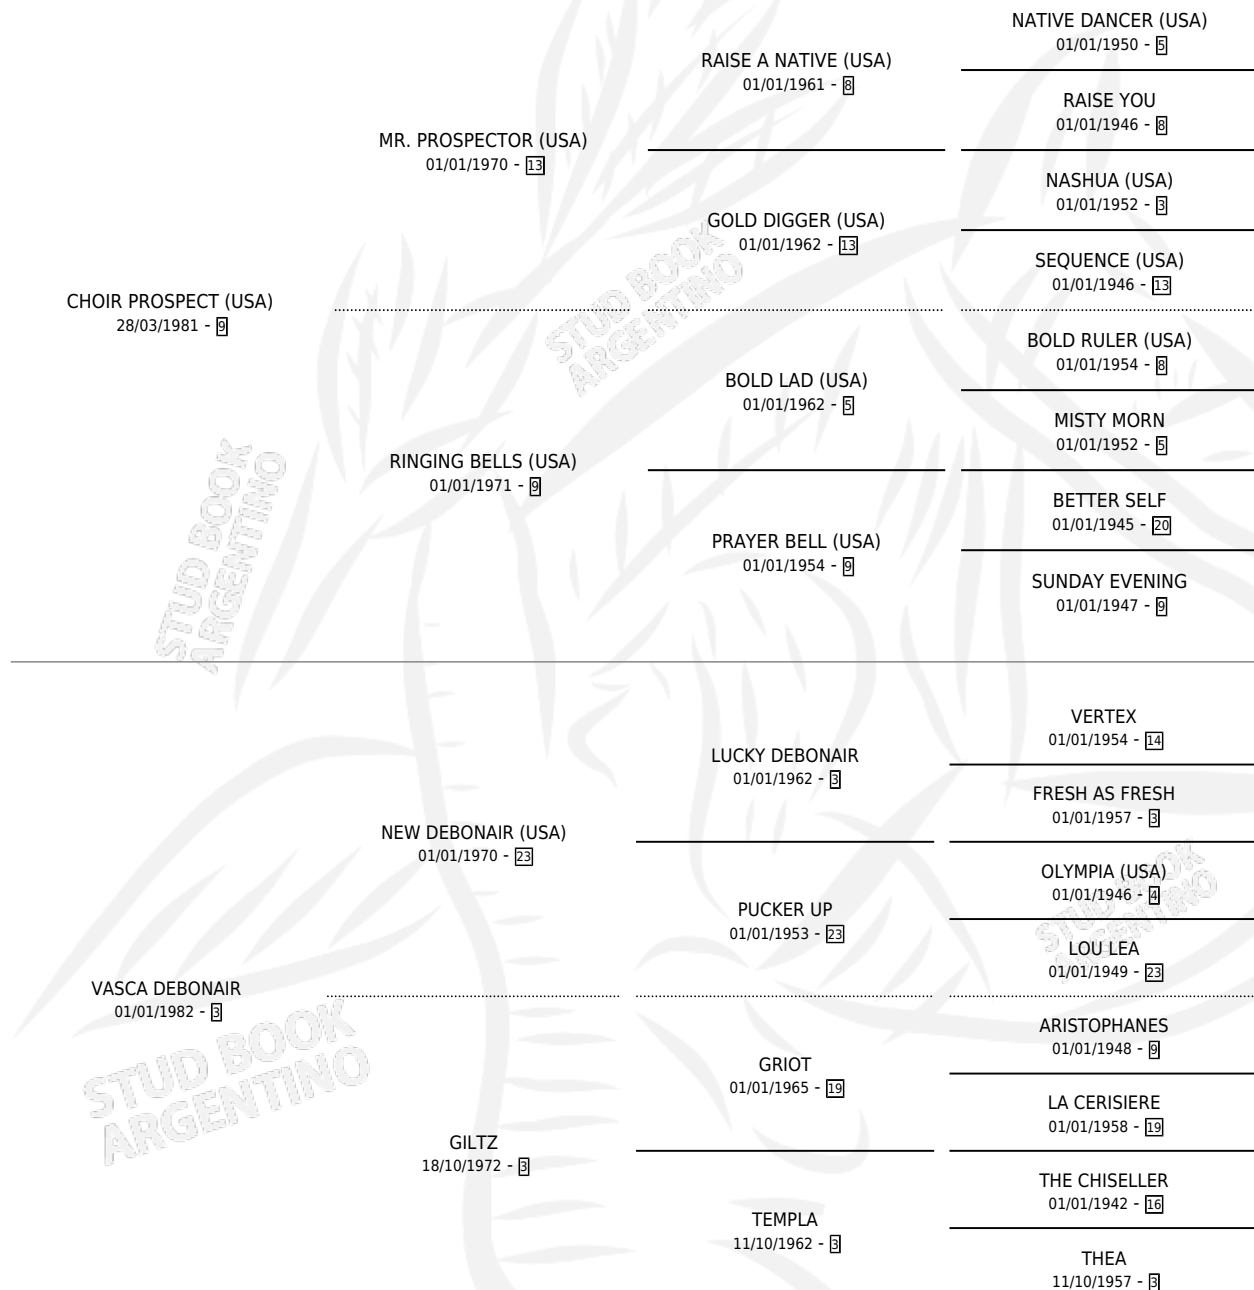 NATIVE DANCER (USA)
01/01/1950 - 5
RAISE A NATIVE (USA)
01/01/1961 - 8
RAISE YOU
01/01/1946 - 8
MR. PROSPECTOR (USA)
01/01/1970 - 13
NASHUA (USA)
01/01/1952 - 3
GOLD DIGGER (USA)
01/01/1962 - 13
SEQUENCE (USA)
01/01/1946 - 13
CHOIR PROSPECT (USA)
28/03/1981 - 9
BOLD RULER (USA)
01/01/1954 - 8
BOLD LAD (USA)
01/01/1962 - 5
MISTY MORN
01/01/1952 - 5
RINGING BELLS (USA)
01/01/1971 - 9
BETTER SELF
01/01/1945 - 20
PRAYER BELL (USA)
01/01/1954 - 9
SUNDAY EVENING
01/01/1947 - 9
VERTEX
01/01/1954 - 14
LUCKY DEBONAIR
01/01/1962 - 3
FRESH AS FRESH
01/01/1957 - 3
NEW DEBONAIR (USA)
01/01/1970 - 23
OLYMPIA (USA)
01/01/1946 - 4
PUCKER UP
01/01/1953 - 23
LOU LEA
01/01/1949 - 23
VASCA DEBONAIR
01/01/1982 - 3
ARISTOPHANES
01/01/1948 - 9
GRIOT
01/01/1965 - 19
LA CERISIERE
01/01/1958 - 19
GILTZ
18/10/1972 - 3
THE CHISELLER
01/01/1942 - 16
TEMPLA
11/10/1962 - 3
THEA
11/10/1957 - 3
STUD BOOK
ARGENTINO
STUD BOOK
ARGENTINO
STUD BOOK
ARGENTINO
STUD BOOK
ARGENTINO